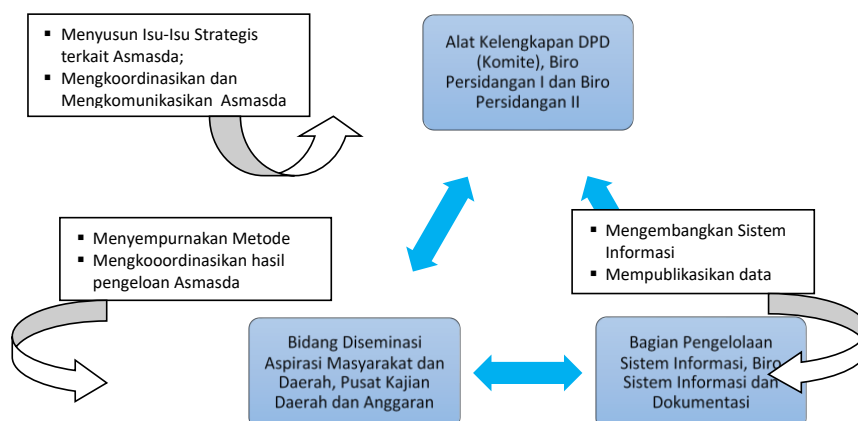 ▪ Menyusun Isu-Isu Strategis
terkait Asmasda;
▪ Mengkoordinasikan dan
Mengkomunikasikan Asmasda
Alat Kelengkapan DPD
(Komite), Biro
Persidangan I dan Biro
Persidangan II
▪ Menyempurnakan Metode
▪ Mengkooordinasikan hasil
pengeloan Asmasda
▪ Mengembangkan Sistem
Informasi
▪ Mempublikasikan data
Bidang Diseminasi
Aspirasi Masyarakat dan
Daerah, Pusat Kajian
Daerah dan Anggaran
Bagian Pengelolaan
Sistem Informasi, Biro
Sistem Informasi dan
Dokumentasi